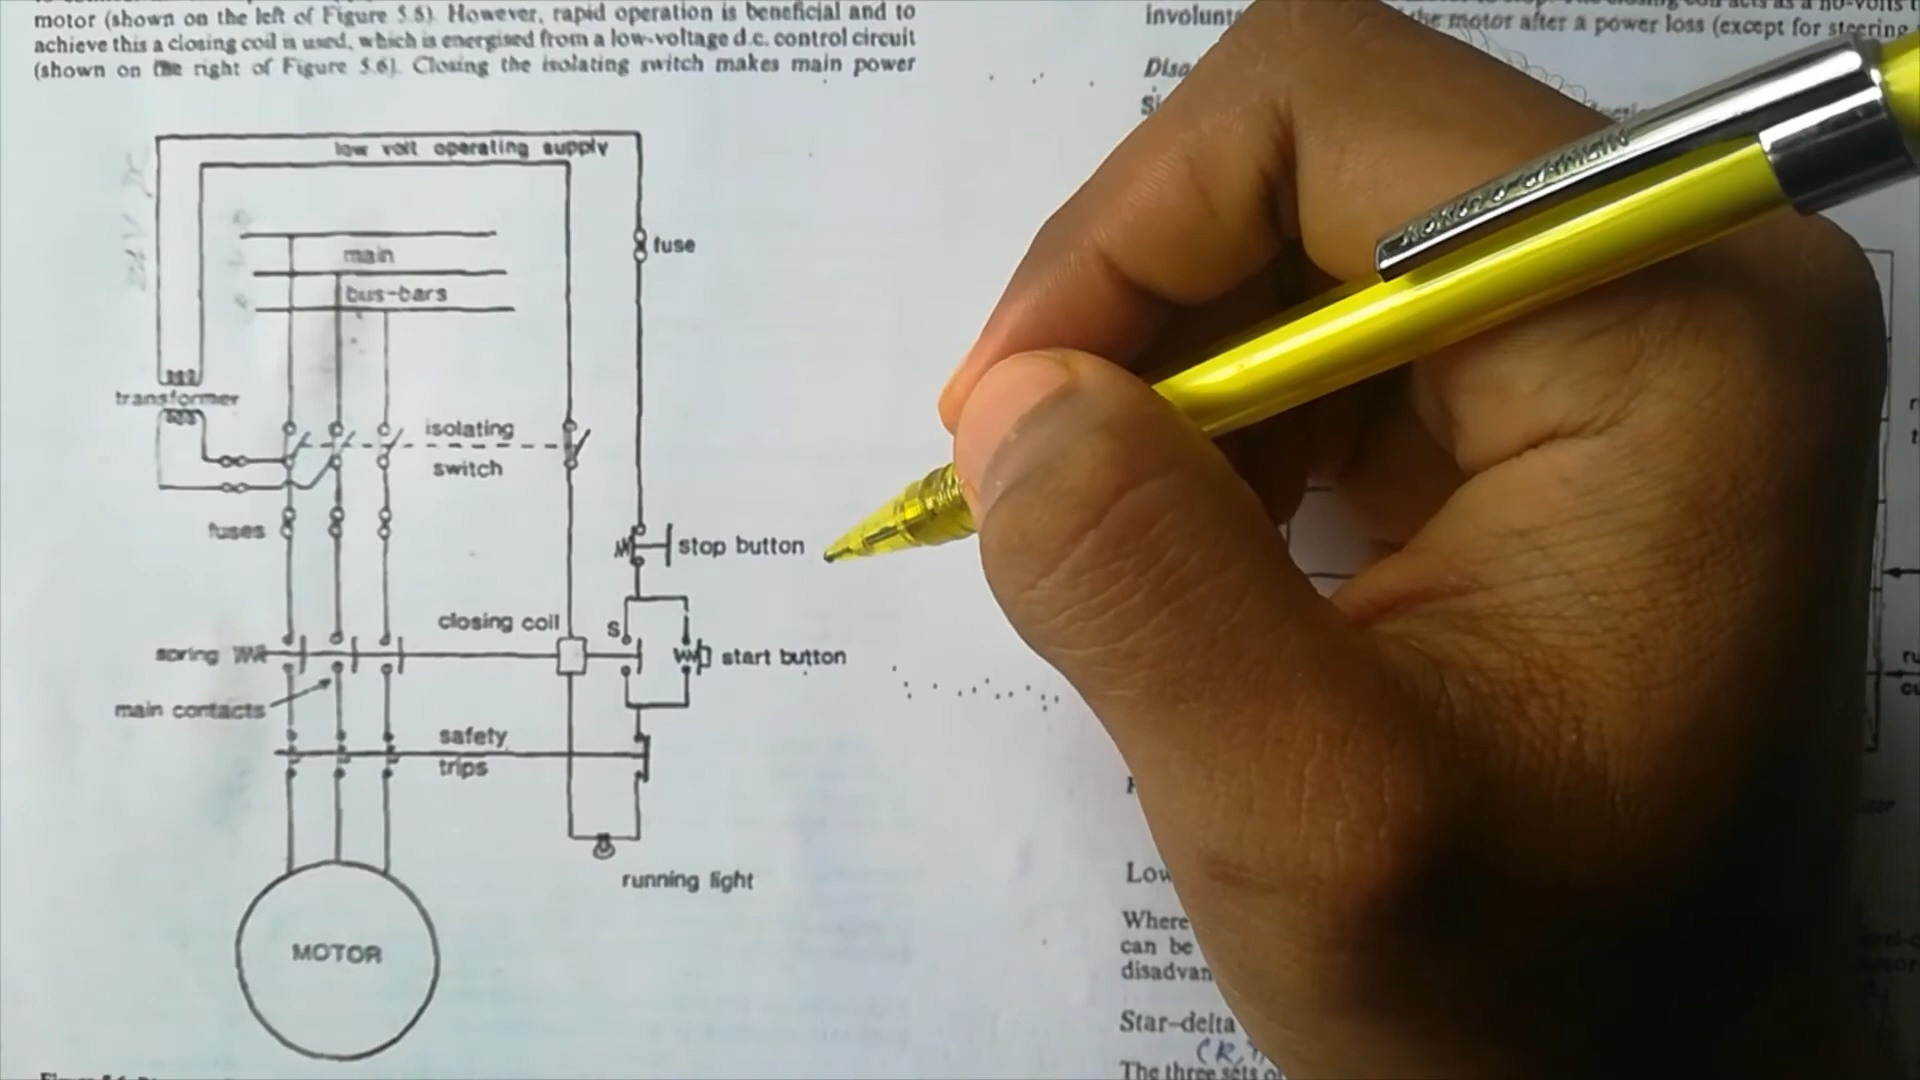 motor (shown on the left of Figure 5.6). However, rapid operation is beneficial and to
achieve this a closing coil is used, which is energised from a low-voltage d.c. control circuit
(shown on the right of Figure 5.6). Closing the isolating switch makes main power
low volt operating supply
fuse
main
bus-bars
transformer
isolating
switch
fuses
stop button
closing coil
S
spring
start button
main contacts
safety
trips
running light
MOTOR
the motor after a power loss (except for steering
Disa
Si
Low
Where
can be
disadvan
Star-delta
The three sets o